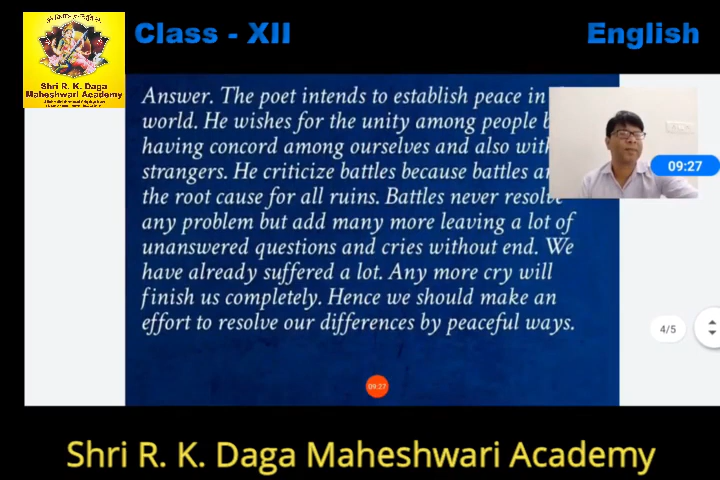 Class - XII
English
Shri R. K. Daga
Maheshwari Academy
Answer. The poet intends to establish peace in
world. He wishes for the unity among people
having concord among ourselves and also with
strangers. He criticize battles because battles
the root cause for all ruins. Battles never resolve
any problem but add many more leaving a lot of
unanswered questions and cries without end. We
have already suffered a lot. Any more cry will
finish us completely. Hence we should make an
effort to resolve our differences by peaceful ways.
09:27
4/5
09:27
Shri R. K. Daga Maheshwari Academy